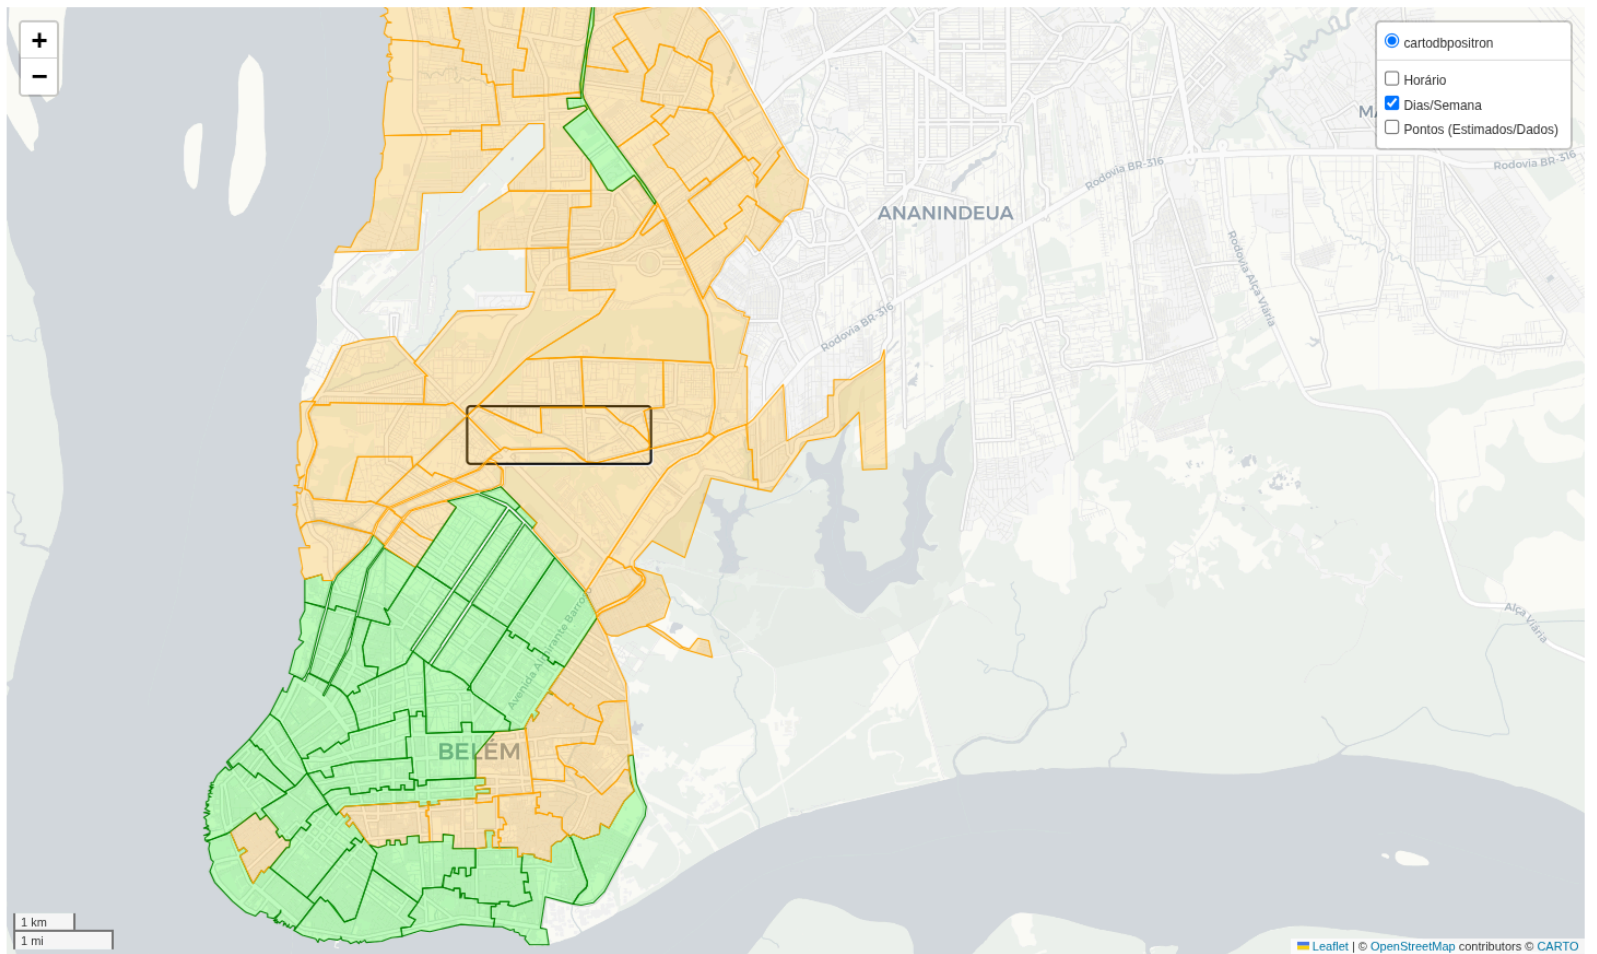 +
−
cartodbpositron
Horário
Dias/Semana
Pontos (Estimados/Dados)
Rodovia BR-316
Rodovia BR-316
ANANINDEUA
Rodovia Alça Viária
Rodovia BR-316
Avenida Almirante Barroso
Alça Viária
BELÉM
1 km
1 mi
Leaflet | © OpenStreetMap contributors © CARTO